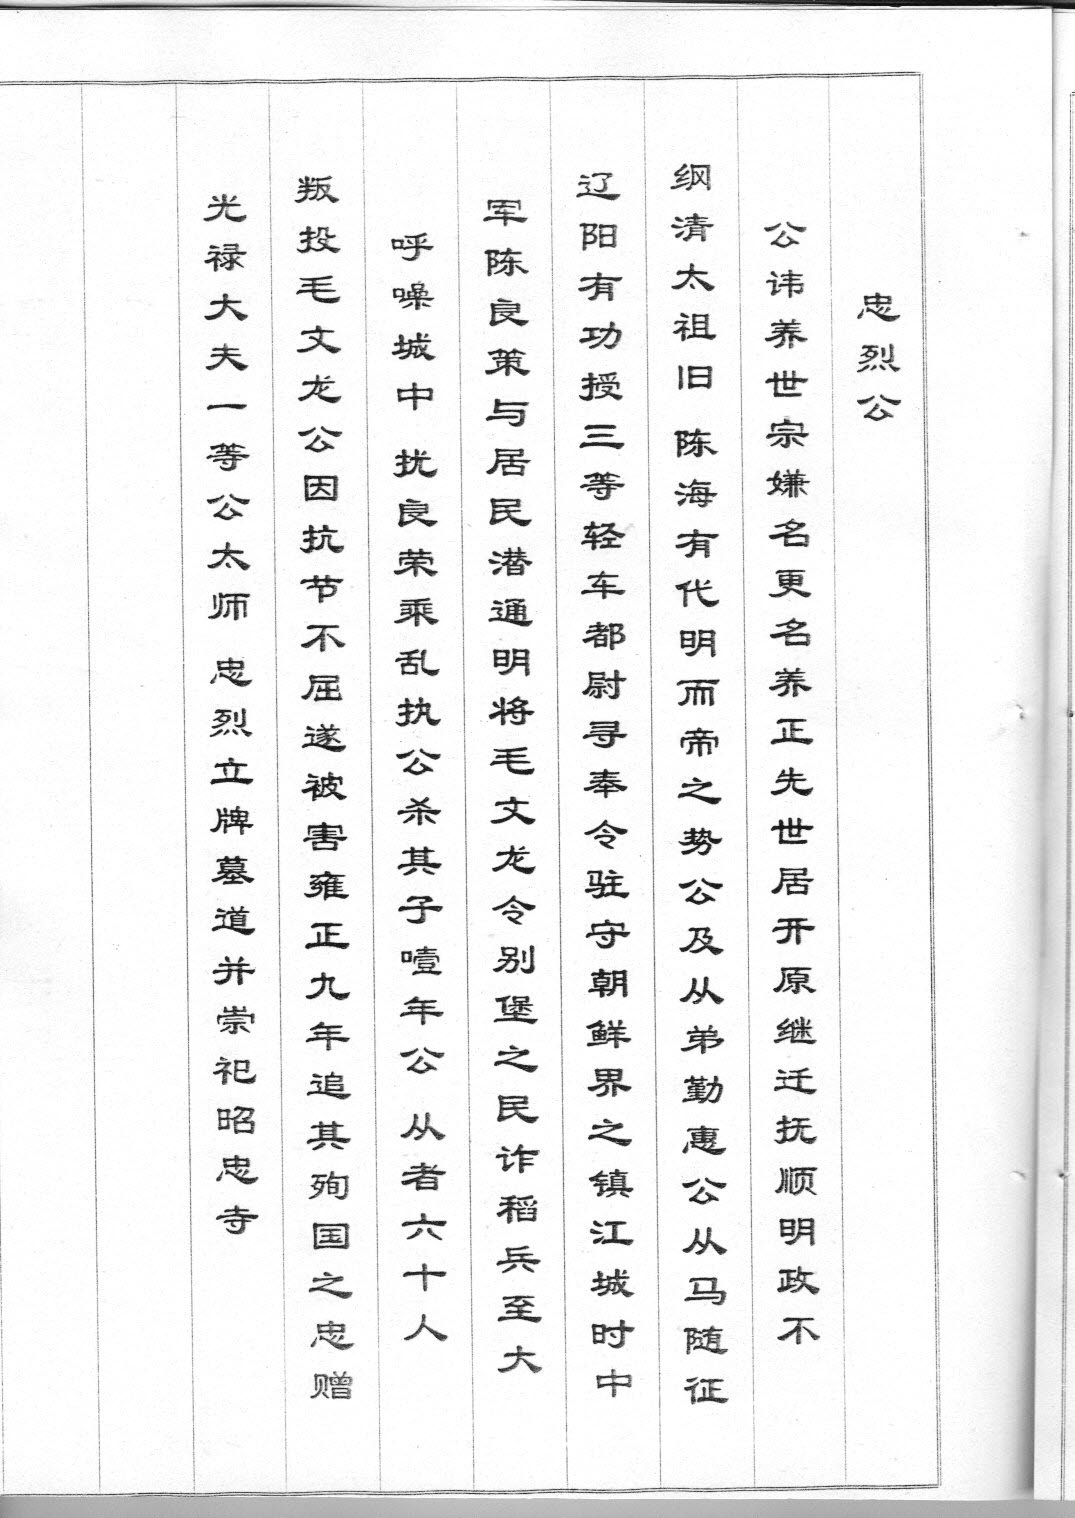 忠烈公
公讳养世宗嫌名更名养正先世居开原继迁抚顺明政不
纲清太祖旧 陈海有代明而帝之势公及从弟勤惠公从马随征
辽阳有功授三等轻车都尉寻奉令驻守朝鲜界之镇江城时中
军陈良策与居民潜通明将毛文龙令别堡之民诈稻兵至大
呼噪城中 扰良荣乘乱执公杀其子噎年公 从者六十人
叛投毛文龙公因抗节不屈遂被害雍正九年追其殉国之忠赠
光禄大夫一等公太师 忠烈立牌墓道并崇祀昭忠寺